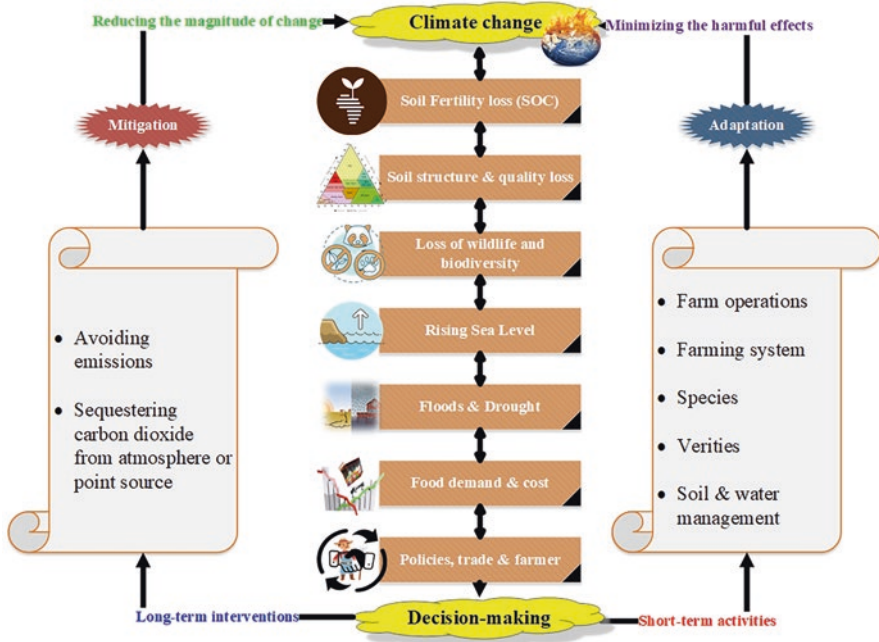 Reducing the magnitude of change
Climate change
Minimizing the harmful effects
Mitigation
Adaptation
Soil Fertility loss (SOC)
Soil structure & quality loss
Loss of wildlife and
biodiversity
Rising Sea Level
Floods & Drought
Food demand & cost
Policies, trade & farmer
• Avoiding
emissions
• Sequestering
carbon dioxide
from atmosphere or
point source
• Farm operations
• Farming system
• Species
• Verities
• Soil & water
management
Long-term interventions
Decision-making
Short-term activities